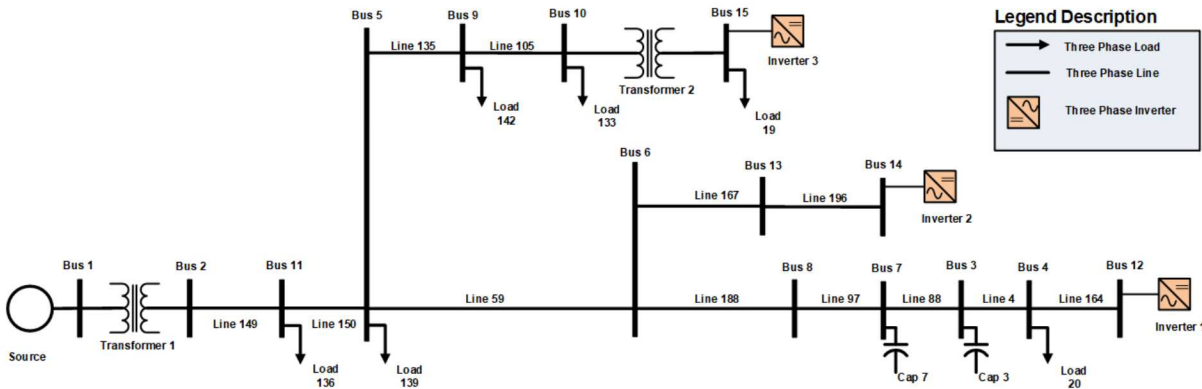 Bus 5
Bus 9
Bus 10
Bus 15
Legend Description
Line 135
Line 105
Three Phase Load
Inverter 3
Transformer 2
Three Phase Line
Load
142
Load
133
Load
19
Three Phase Inverter
Bus 6
Bus 13
Bus 14
Line 167
Line 196
Inverter 2
Bus 1
Bus 2
Bus 11
Bus 8
Bus 7
Bus 3
Bus 4
Bus 12
Line 59
Line 188
Line 97
Line 88
Line 4
Line 164
Line 149
Line 150
Inverter 1
Source
Transformer 1
Load
136
Load
139
Cap 7
Cap 3
Load
20